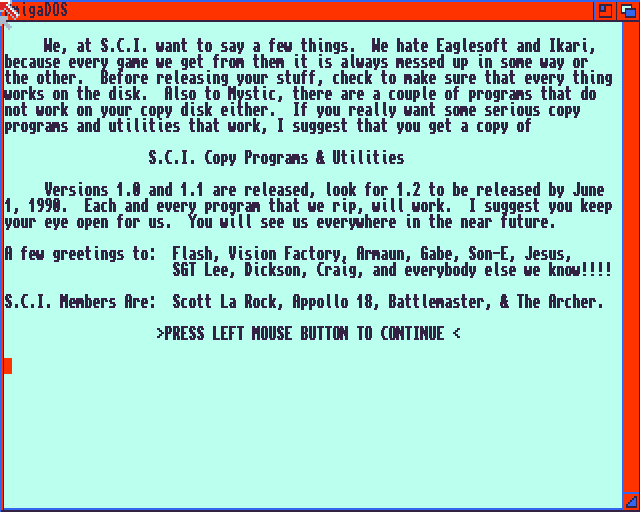 AmigaDOS
We, at S.C.I. want to say a few things. We hate Eaglesoft and Ikari,
because every game we get from them it is always messed up in some way or
the other. Before releasing your stuff, check to make sure that every thing
works on the disk. Also to Mystic, there are a couple of programs that do
not work on your copy disk either. If you really want some serious copy
programs and utilities that work, I suggest that you get a copy of
S.C.I. Copy Programs & Utilities
Versions 1.0 and 1.1 are released, look for 1.2 to be released by June
1, 1990. Each and every program that we rip, will work. I suggest you keep
your eye open for us. You will see us everywhere in the near future.
A few greetings to: Flash, Vision Factory, Armaun, Gabe, Son-E, Jesus,
SGT Lee, Dickson, Craig, and everybody else we know!!!!
S.C.I. Members Are: Scott La Rock, Appollo 18, Battlemaster, & The Archer.
>PRESS LEFT MOUSE BUTTON TO CONTINUE <